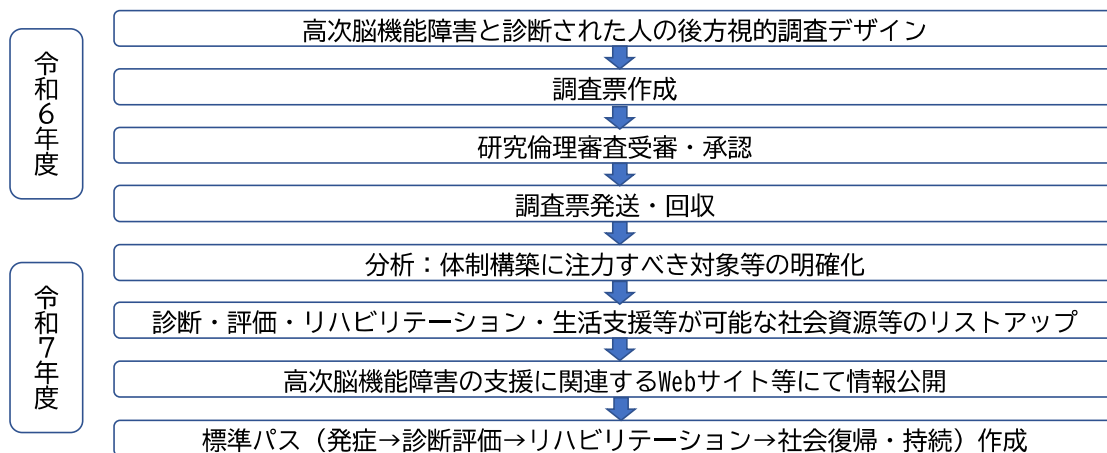 令和６年度
高次脳機能障害と診断された人の後方視的調査デザイン
調査票作成
研究倫理審査受審・承認
調査票発送・回収
令和７年度
分析：体制構築に注力すべき対象等の明確化
診断・評価・リハビリテーション・生活支援等が可能な社会資源等のリストアップ
高次脳機能障害の支援に関連するWebサイト等にて情報公開
標準パス（発症→診断評価→リハビリテーション→社会復帰・持続）作成